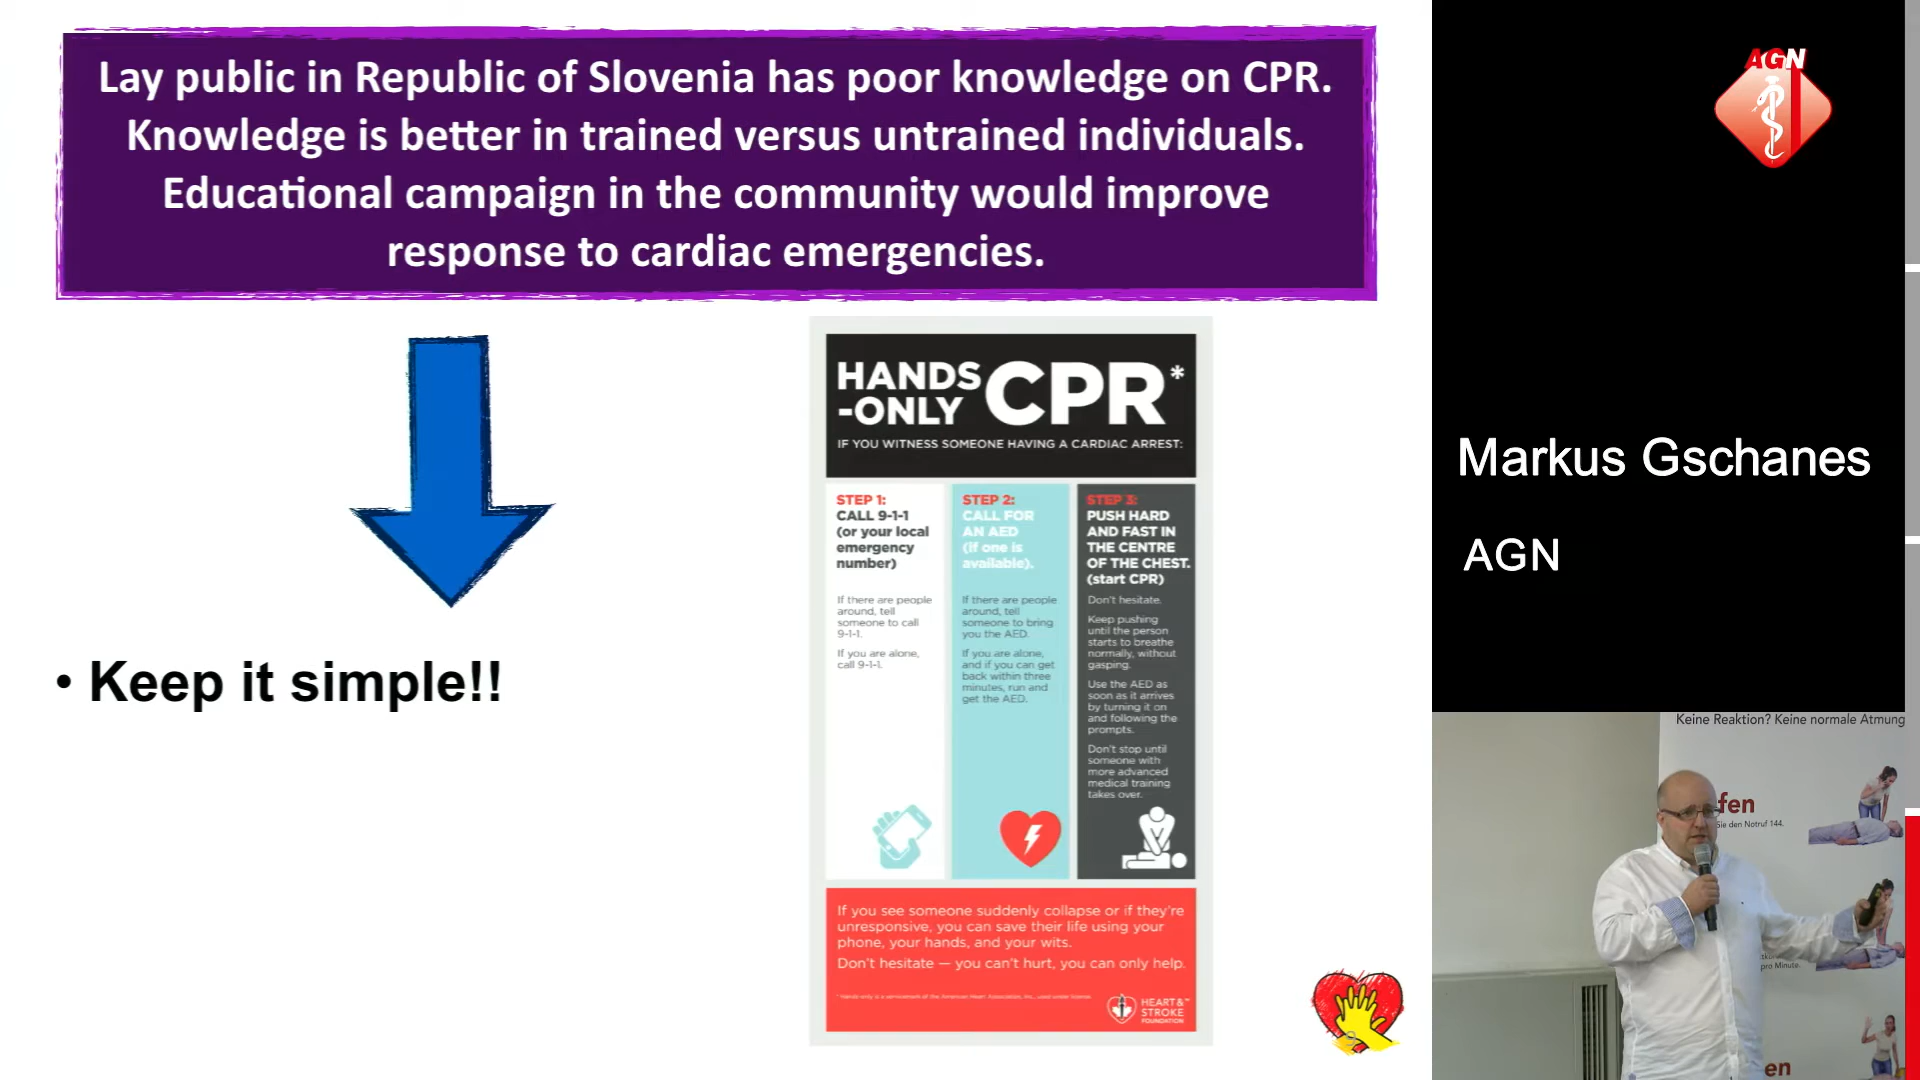 Lay public in Republic of Slovenia has poor knowledge on CPR.
Knowledge is better in trained versus untrained individuals.
Educational campaign in the community would improve
response to cardiac emergencies.
• Keep it simple!!
HANDS
-ONLY
CPR*
IF YOU WITNESS SOMEONE HAVING A CARDIAC ARREST:
STEP 1:
CALL 9-1-1
(or your local
emergency
number)
If there are people
around, tell
someone to call
9-1-1.
If you are alone,
call 9-1-1.
STEP 2:
CALL FOR
AN AED
(if one is
available).
If there are people
around, tell
someone to bring
you the AED.
If you are alone,
and if you can get
back within three
minutes, run and
get the AED.
STEP 3:
PUSH HARD
AND FAST IN
THE CENTRE
OF THE CHEST.
(start CPR)
Don't hesitate.
Keep pushing
until the person
starts to breathe
normally, without
gasping.
Use the AED as
soon as it arrives
by turning it on
and following the
prompts.
Don't stop until
someone with
more advanced
medical training
takes over.
If you see someone suddenly collapse or if they're
unresponsive, you can save their life using your
phone, your hands, and your wits.
Don't hesitate — you can't hurt, you can only help.
HEART&™
STROKE
FOUNDATION
9
AGN
Markus Gschanes
AGN
Keine Reaktion? Keine normale Atmung
fen
Sie den Notruf 144.
pro Minute.
en